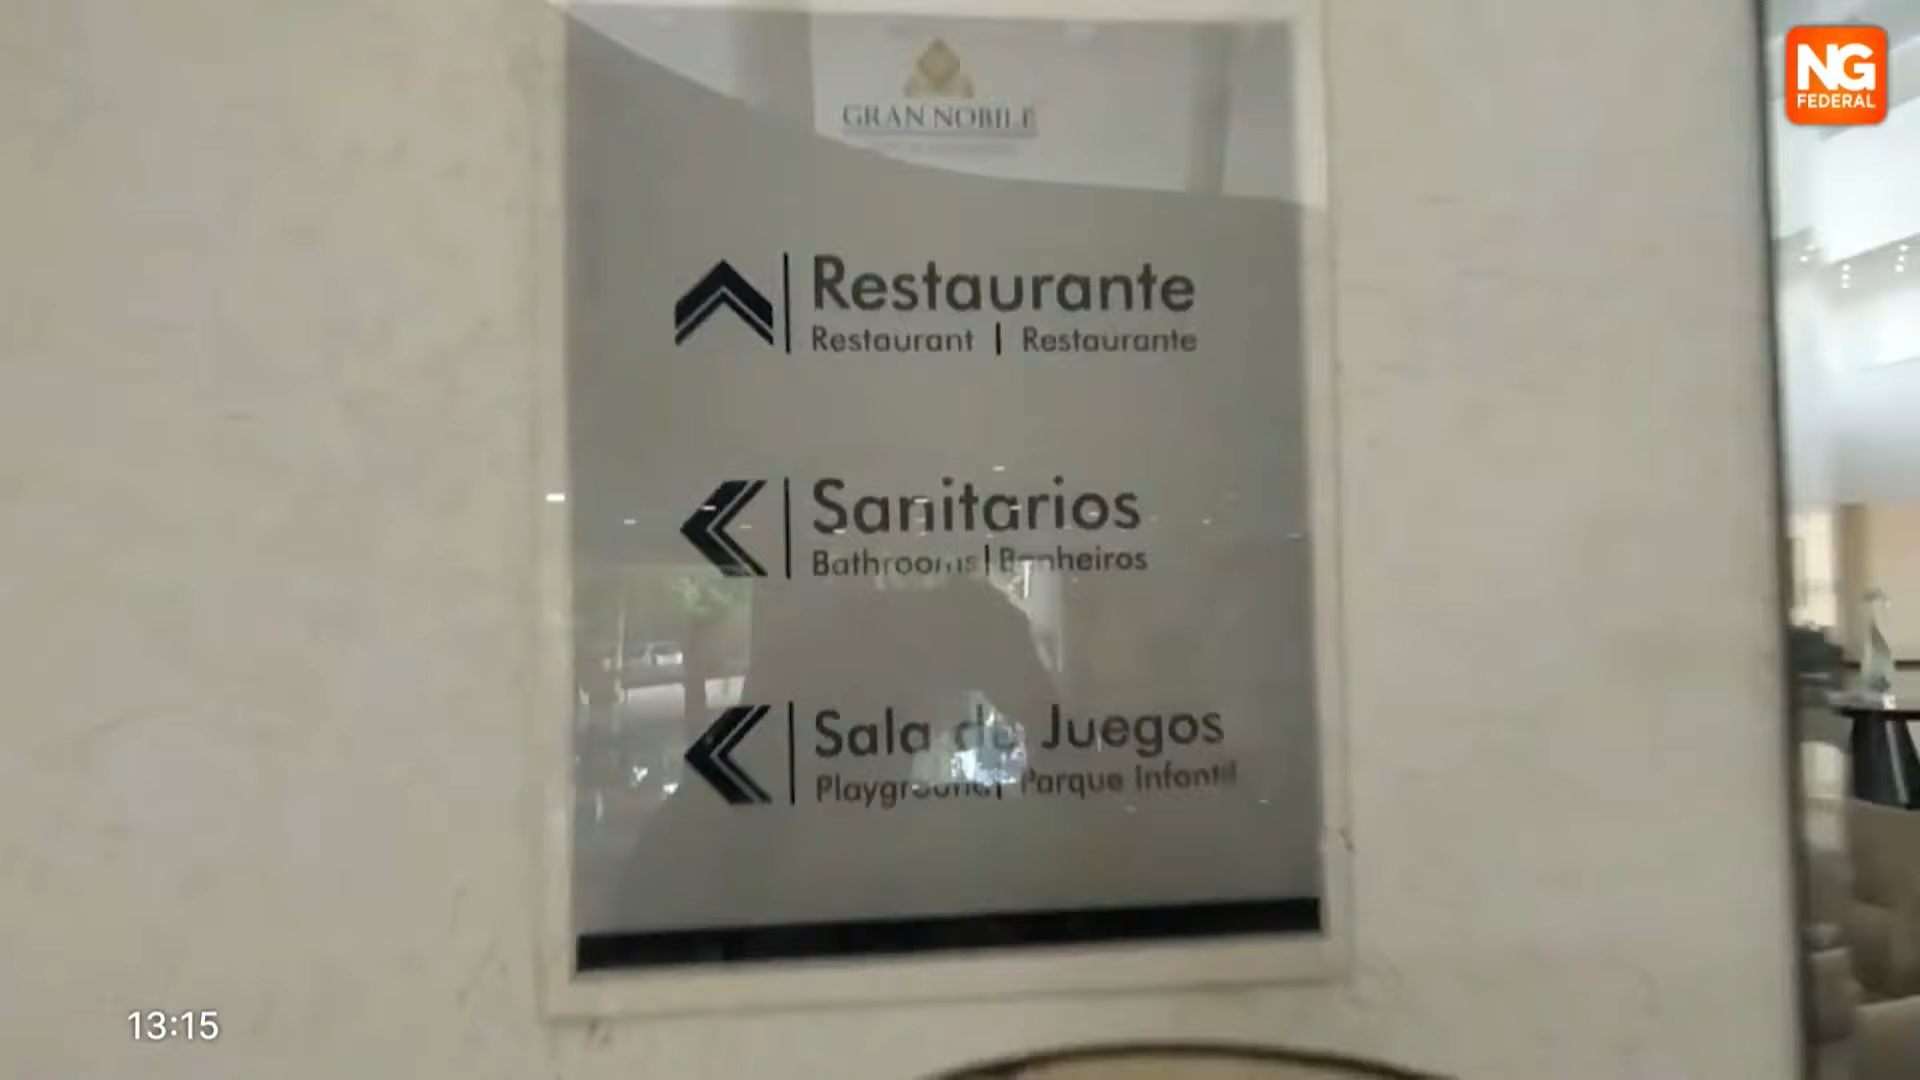 NG
FEDERAL
GRAN NOBILE
Restaurante
Restaurant | Restaurante
Sanitarios
Bathrooms | Banheiros
Sala de Juegos
Playground | Parque Infantil
13:15